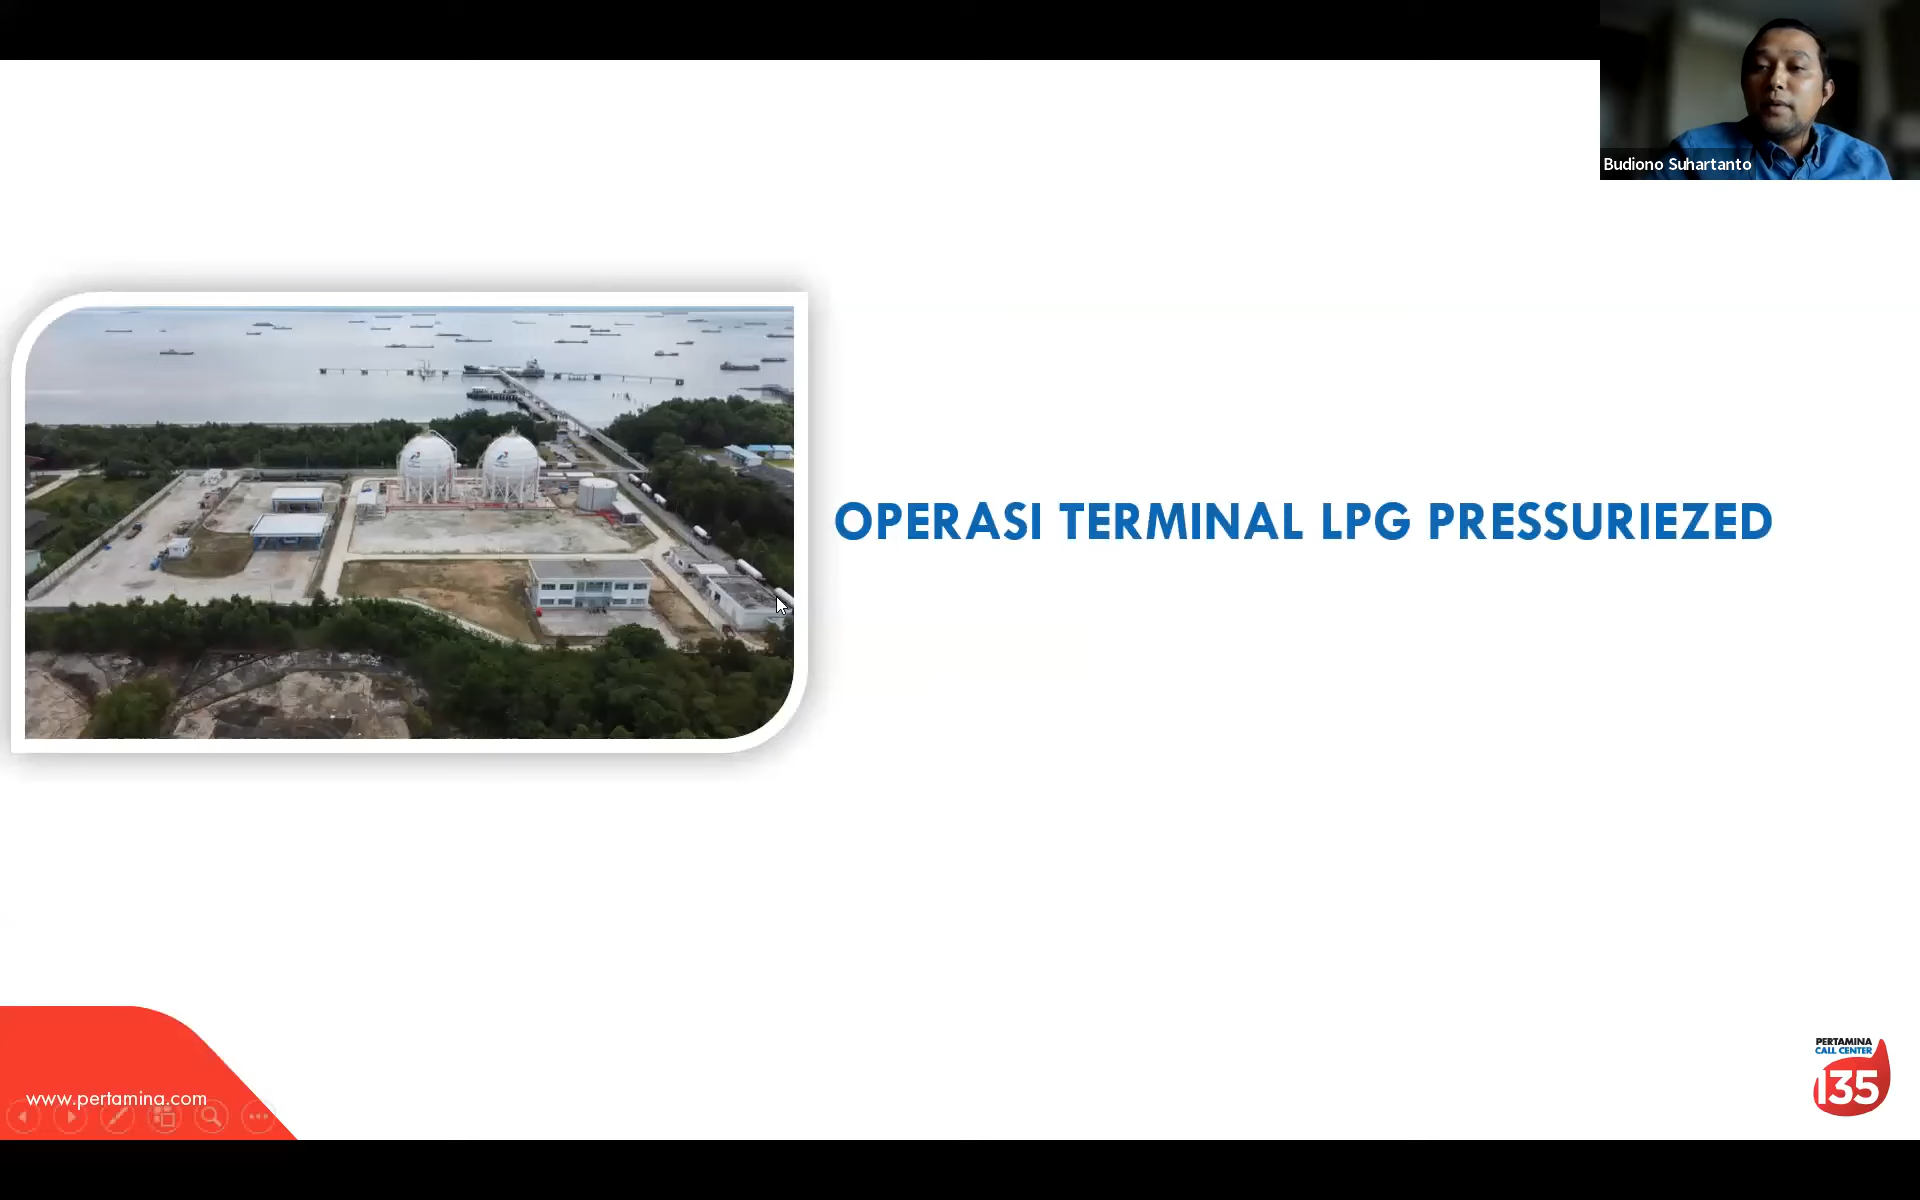 Budiono Suhartanto
OPERASI TERMINAL LPG PRESSURIEZED
www.pertamina.com
PERTAMINA
CALL CENTER
135